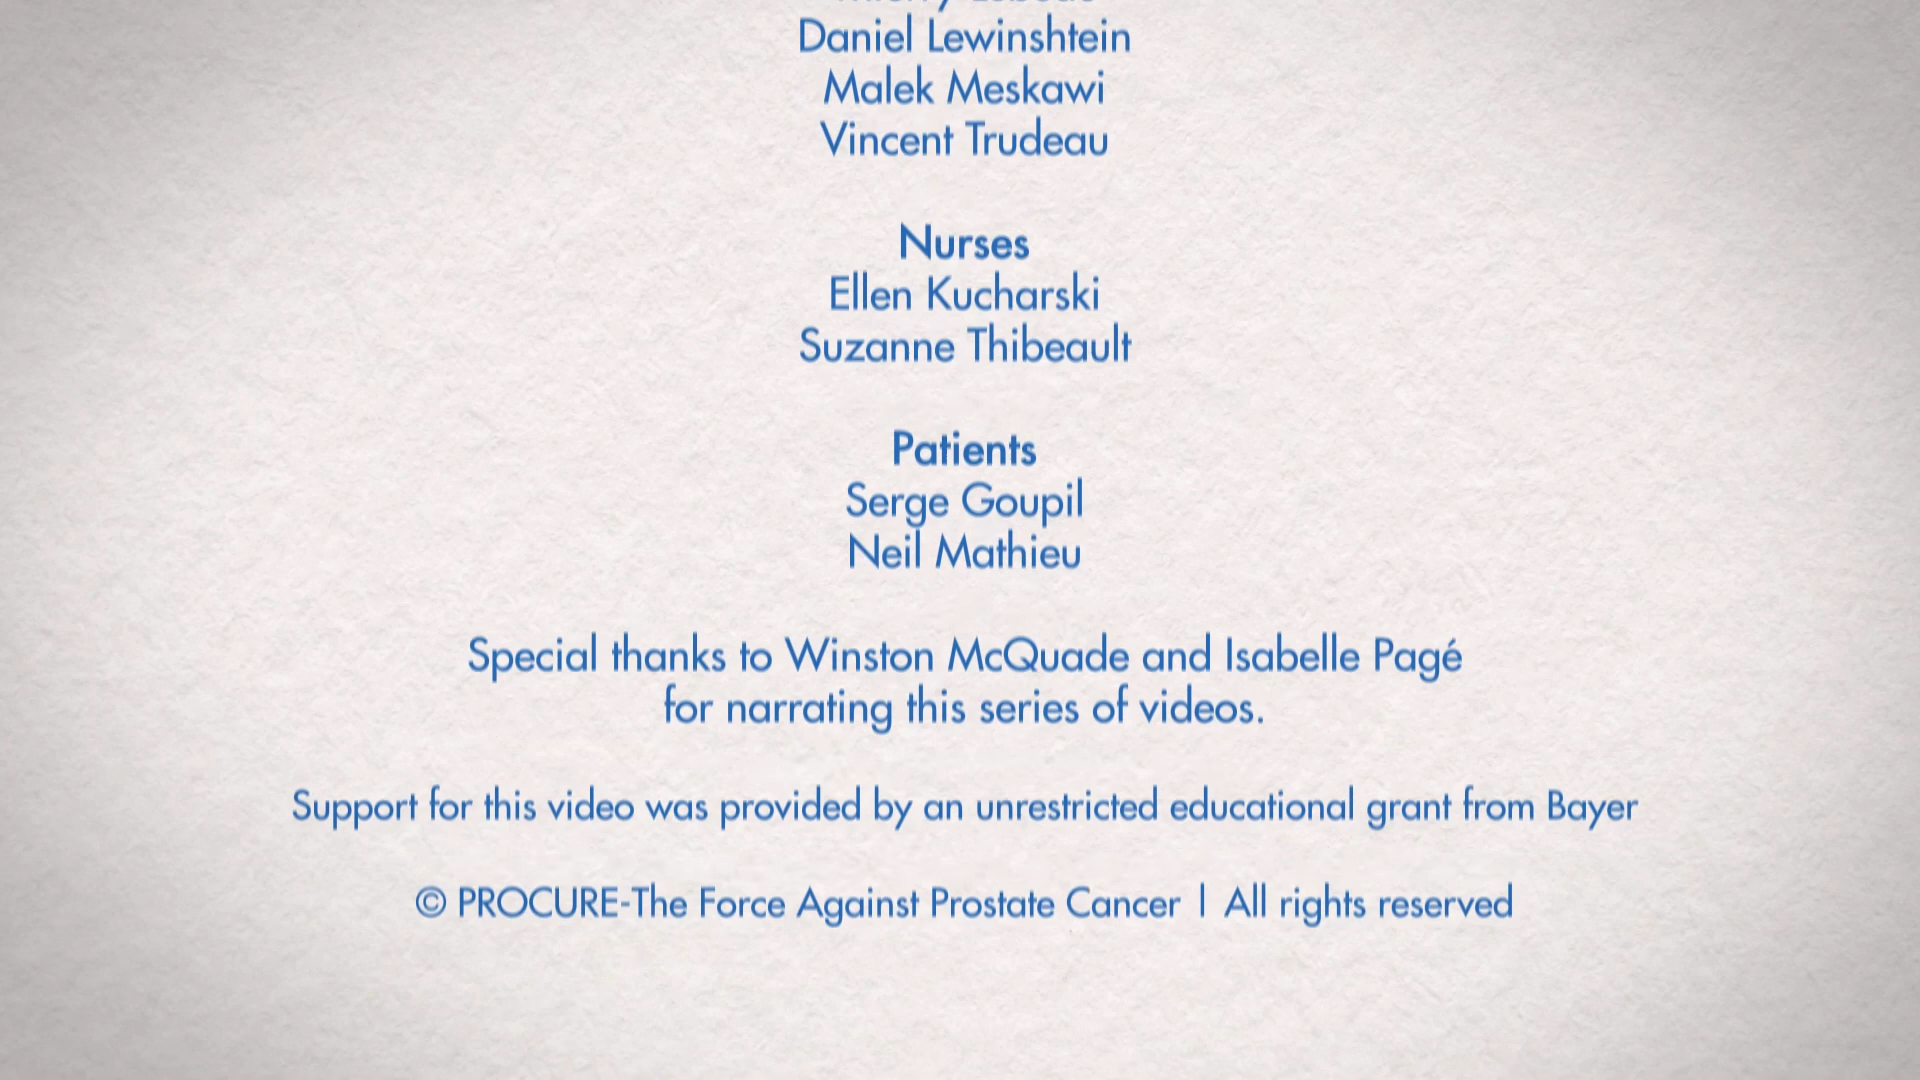 Daniel Lewinshtein
Malek Meskawi
Vincent Trudeau
Nurses
Ellen Kucharski
Suzanne Thibeault
Patients
Serge Goupil
Neil Mathieu
Special thanks to Winston McQuade and Isabelle Pagé
for narrating this series of videos.
Support for this video was provided by an unrestricted educational grant from Bayer
© PROCURE-The Force Against Prostate Cancer | All rights reserved